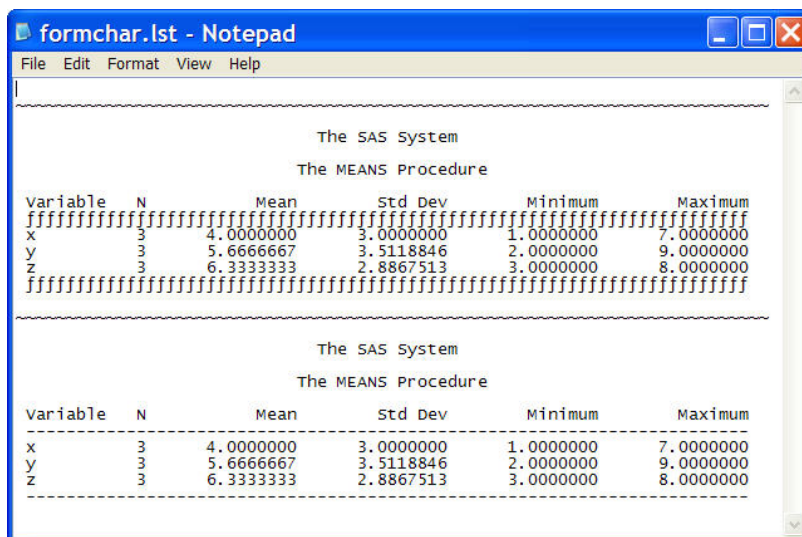 formchar.lst - Notepad
File Edit Format View Help
~~~~~~~~~~~~~~~~~~~~~~~~~~~~~~~~~~~~~~~~~~~~~~~~~~~~~~~~~~~~~~~~~~~~~~~~~~~
The SAS System
The MEANS Procedure
Variable N Mean Std Dev Minimum Maximum
ƒƒƒƒƒƒƒƒƒƒƒƒƒƒƒƒƒƒƒƒƒƒƒƒƒƒƒƒƒƒƒƒƒƒƒƒƒƒƒƒƒƒƒƒƒƒƒƒƒƒƒƒƒƒƒƒƒƒƒƒƒƒƒƒƒƒƒƒƒƒƒƒ
x 3 4.0000000 3.0000000 1.0000000 7.0000000
y 3 5.6666667 3.5118846 2.0000000 9.0000000
z 3 6.3333333 2.8867513 3.0000000 8.0000000
ƒƒƒƒƒƒƒƒƒƒƒƒƒƒƒƒƒƒƒƒƒƒƒƒƒƒƒƒƒƒƒƒƒƒƒƒƒƒƒƒƒƒƒƒƒƒƒƒƒƒƒƒƒƒƒƒƒƒƒƒƒƒƒƒƒƒƒƒƒƒƒƒ
~~~~~~~~~~~~~~~~~~~~~~~~~~~~~~~~~~~~~~~~~~~~~~~~~~~~~~~~~~~~~~~~~~~~~~~~~~~
The SAS System
The MEANS Procedure
Variable N Mean Std Dev Minimum Maximum
------------------------------------------------------------------------
x 3 4.0000000 3.0000000 1.0000000 7.0000000
y 3 5.6666667 3.5118846 2.0000000 9.0000000
z 3 6.3333333 2.8867513 3.0000000 8.0000000
------------------------------------------------------------------------